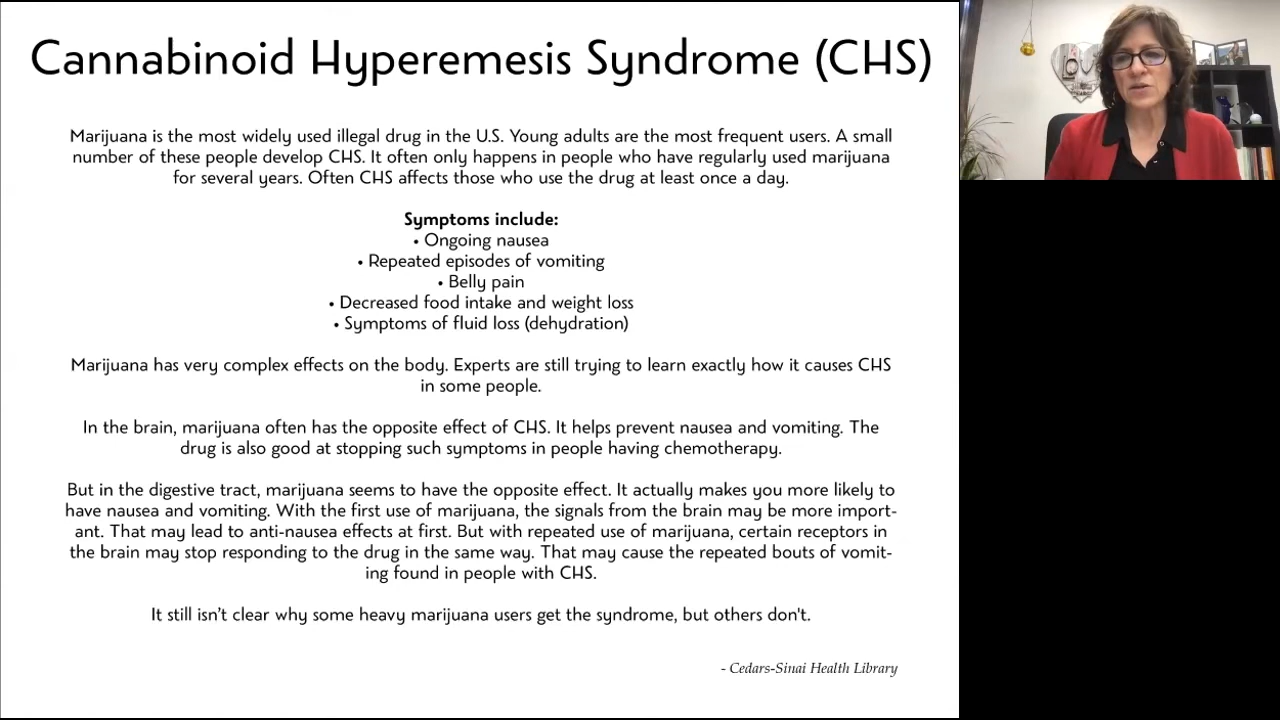 Cannabinoid Hyperemesis Syndrome (CHS)
Marijuana is the most widely used illegal drug in the U.S. Young adults are the most frequent users. A small
number of these people develop CHS. It often only happens in people who have regularly used marijuana
for several years. Often CHS affects those who use the drug at least once a day.
Symptoms include:
• Ongoing nausea
• Repeated episodes of vomiting
• Belly pain
• Decreased food intake and weight loss
• Symptoms of fluid loss (dehydration)
Marijuana has very complex effects on the body. Experts are still trying to learn exactly how it causes CHS
in some people.
In the brain, marijuana often has the opposite effect of CHS. It helps prevent nausea and vomiting. The
drug is also good at stopping such symptoms in people having chemotherapy.
But in the digestive tract, marijuana seems to have the opposite effect. It actually makes you more likely to
have nausea and vomiting. With the first use of marijuana, the signals from the brain may be more import-
ant. That may lead to anti-nausea effects at first. But with repeated use of marijuana, certain receptors in
the brain may stop responding to the drug in the same way. That may cause the repeated bouts of vomit-
ing found in people with CHS.
It still isn't clear why some heavy marijuana users get the syndrome, but others don't.
- Cedars-Sinai Health Library